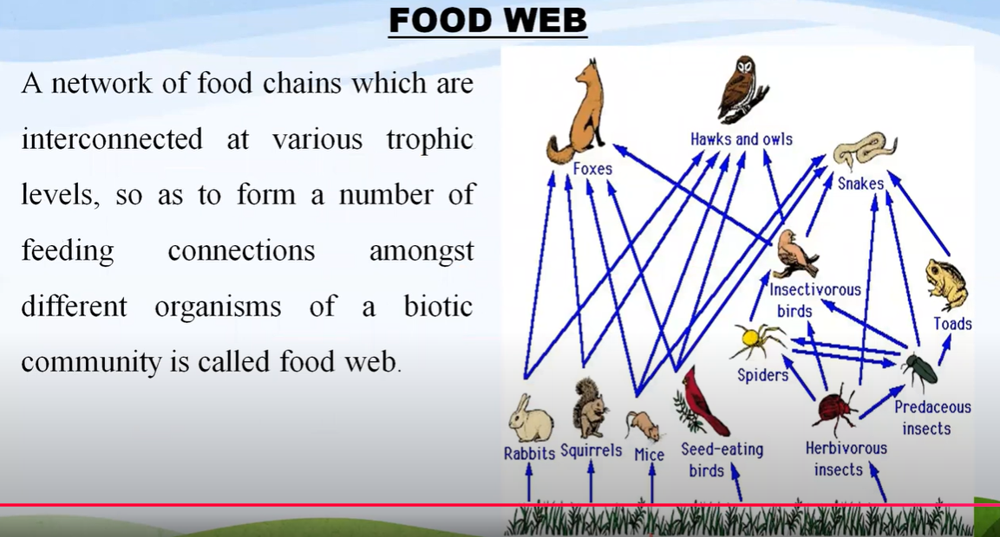 FOOD WEB
A network of food chains which are
interconnected at various trophic
levels, so as to form a number of
feeding connections amongst
different organisms of a biotic
community is called food web.
Hawks and owls
Foxes
Snakes
Insectivorous
birds
Toads
Spiders
Predaceous
insects
Rabbits
Squirrels
Mice
Seed-eating
birds
Herbivorous
insects